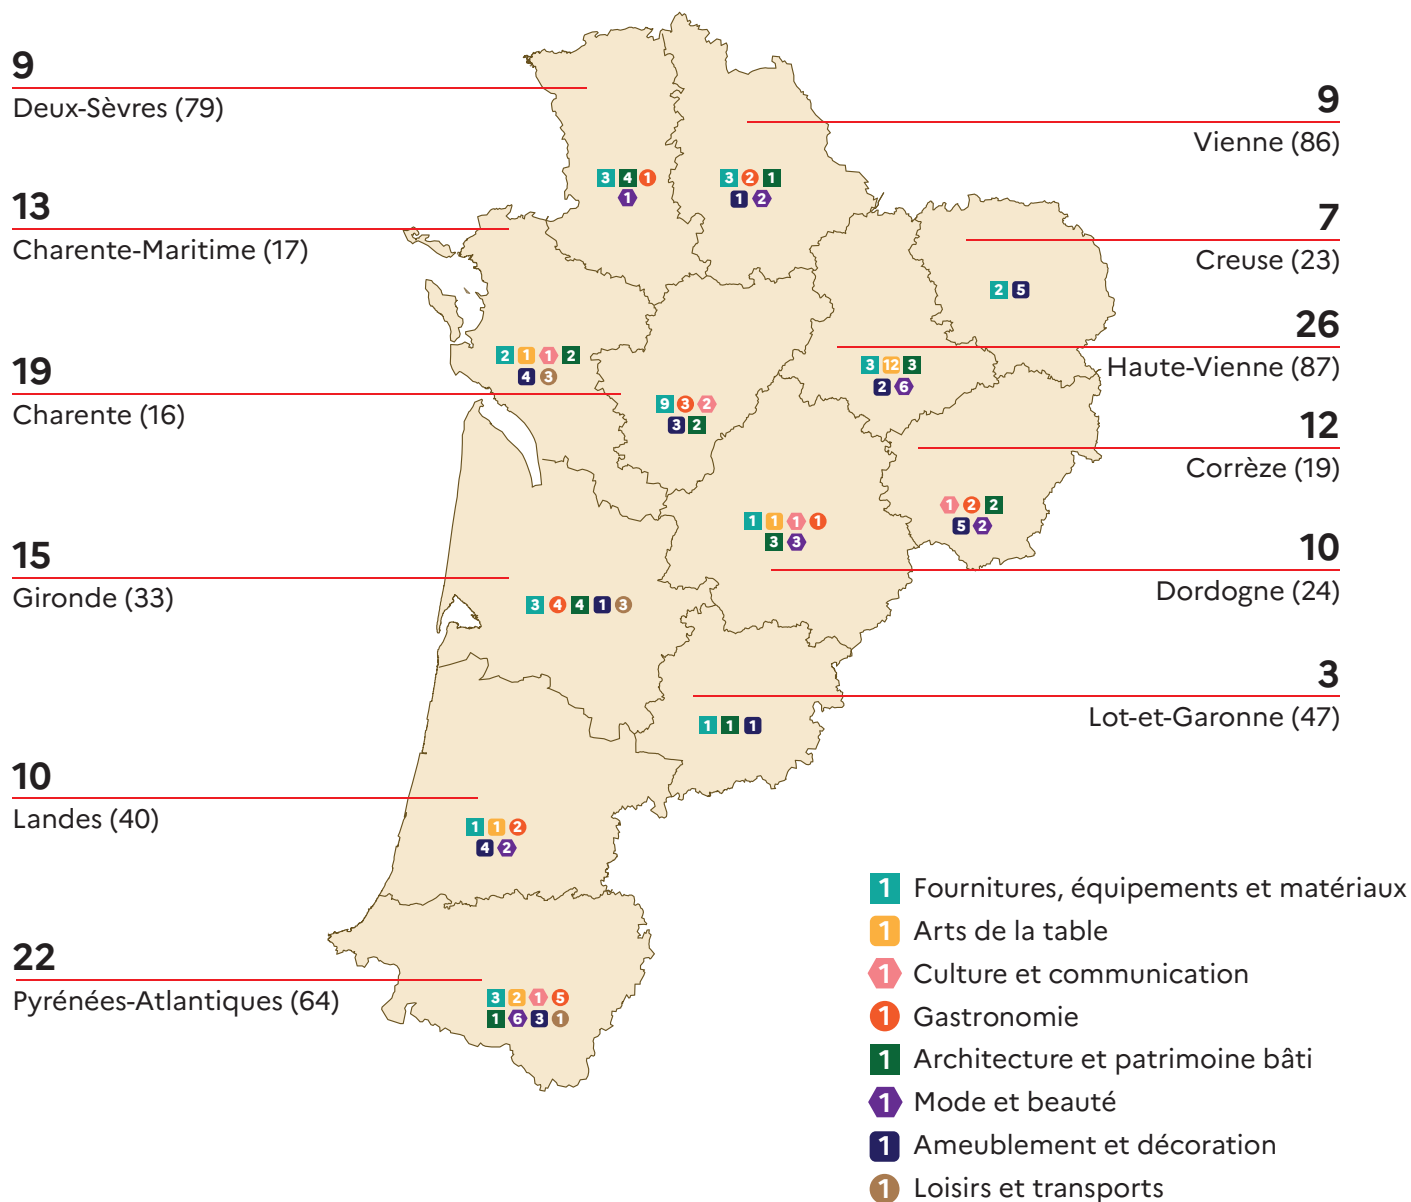 9
Deux-Sèvres (79)
9
Vienne (86)
3 4 1
1
3 2 1
1 2
13
Charente-Maritime (17)
7
Creuse (23)
2 5
26
Haute-Vienne (87)
2 1 1 2
4 3
3 12 3
2 6
19
Charente (16)
9 3 2
3 2
12
Corrèze (19)
1 2 2
5 2
1 1 1 1
3 3
10
Dordogne (24)
15
Gironde (33)
3 4 4 1 3
3
Lot-et-Garonne (47)
1 1 1
10
Landes (40)
1 1 2
4 2
22
Pyrénées-Atlantiques (64)
3 2 1 5
1 6 3 1
1 Fournitures, équipements et matériaux
1 Arts de la table
1 Culture et communication
1 Gastronomie
1 Architecture et patrimoine bâti
1 Mode et beauté
1 Ameublement et décoration
1 Loisirs et transports